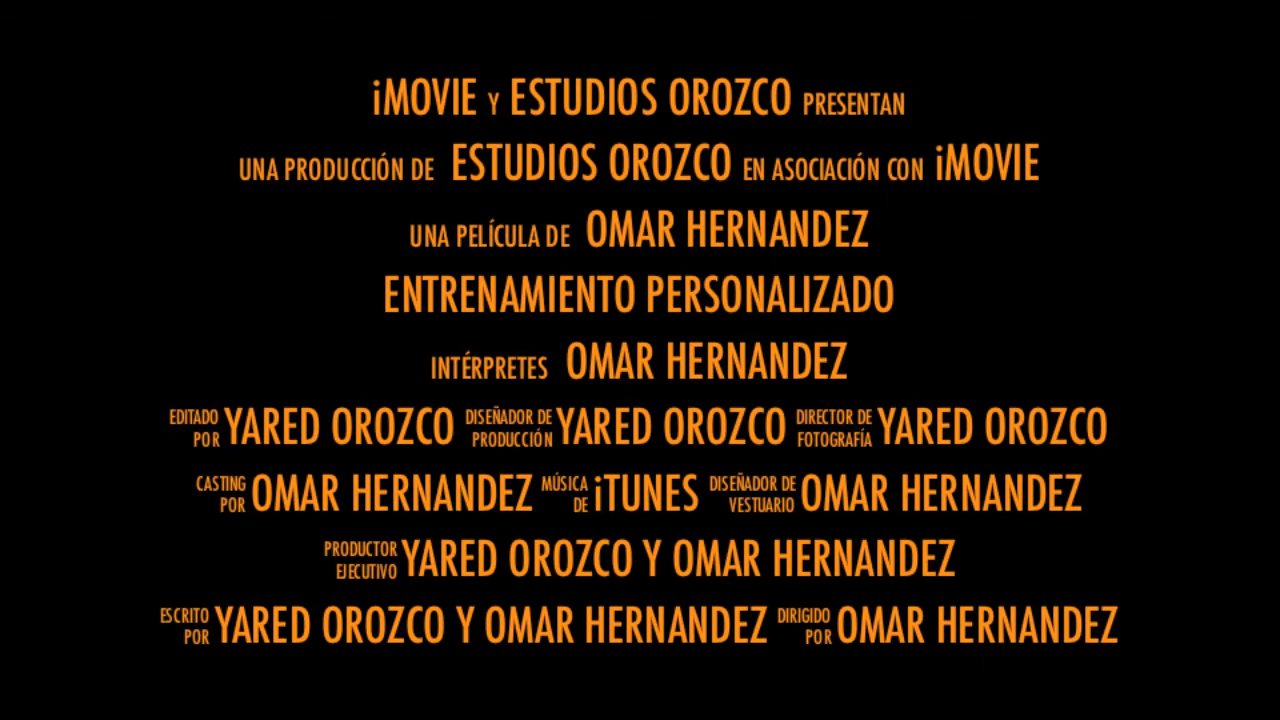 iMOVIE Y ESTUDIOS OROZCO PRESENTAN
UNA PRODUCCIÓN DE ESTUDIOS OROZCO EN ASOCIACIÓN CON iMOVIE
UNA PELÍCULA DE OMAR HERNANDEZ
ENTRENAMIENTO PERSONALIZADO
INTÉRPRETES OMAR HERNANDEZ
EDITADO POR YARED OROZCO DISEÑADOR DE PRODUCCIÓN YARED OROZCO DIRECTOR DE FOTOGRAFÍA YARED OROZCO
CASTING POR OMAR HERNANDEZ MÚSICA DE iTUNES DISEÑADOR DE VESTUARIO OMAR HERNANDEZ
PRODUCTOR EJECUTIVO YARED OROZCO Y OMAR HERNANDEZ
ESCRITO POR YARED OROZCO Y OMAR HERNANDEZ DIRIGIDO POR OMAR HERNANDEZ